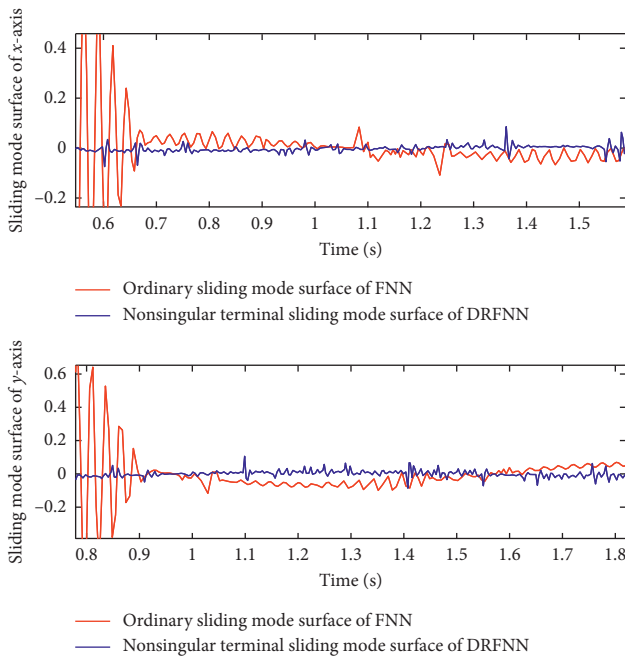 Sliding mode surface of x-axis
0.4
0.2
0
−0.2
0.6 0.7 0.8 0.9 1 1.1 1.2 1.3 1.4 1.5
Time (s)
Ordinary sliding mode surface of FNN
Nonsingular terminal sliding mode surface of DRFNN
Sliding mode surface of y-axis
0.6
0.4
0.2
0
−0.2
0.8 0.9 1 1.1 1.2 1.3 1.4 1.5 1.6 1.7 1.8
Time (s)
Ordinary sliding mode surface of FNN
Nonsingular terminal sliding mode surface of DRFNN